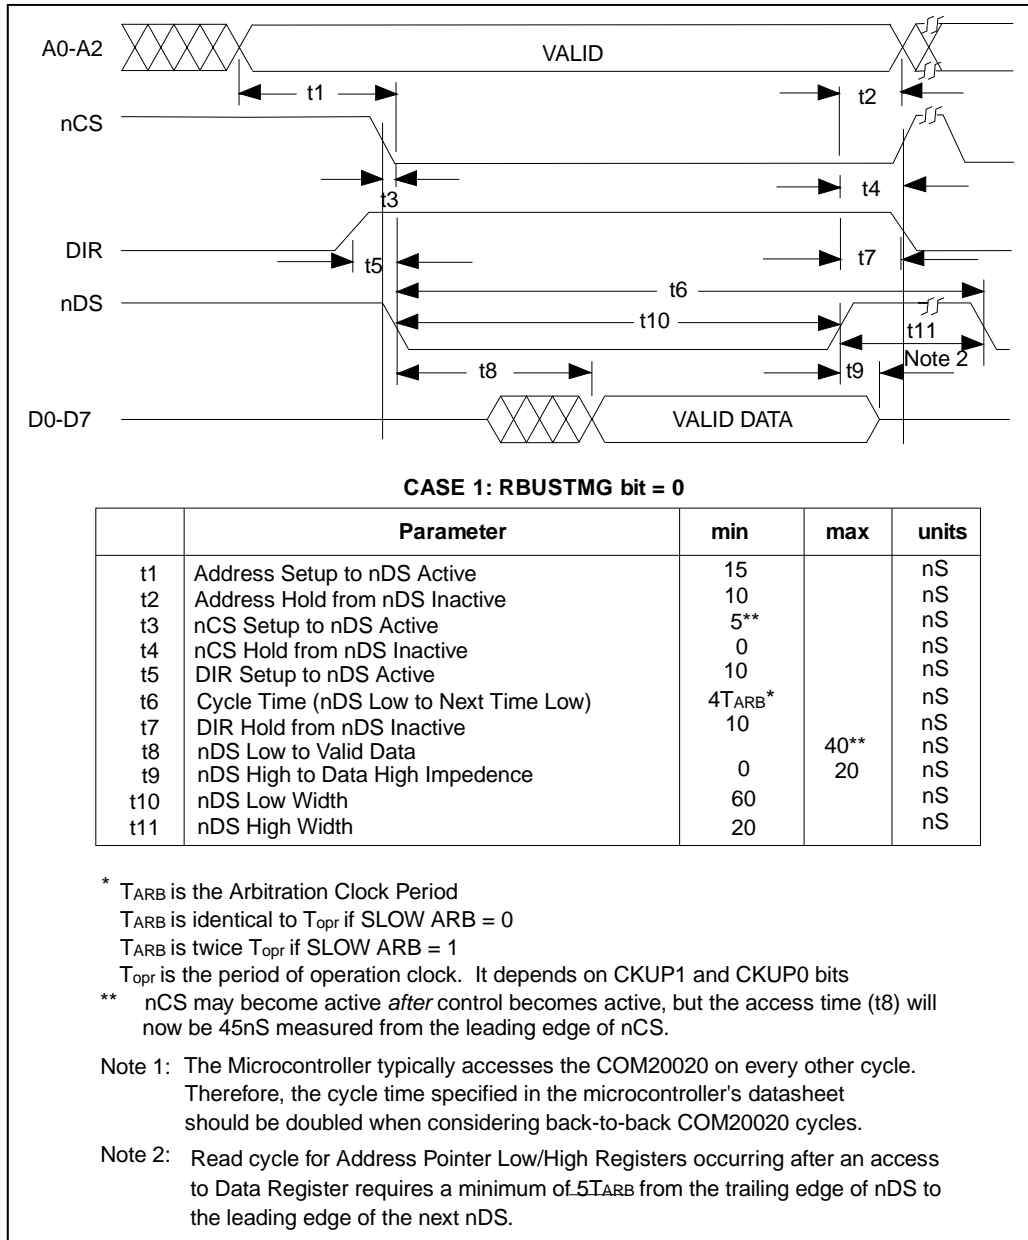 A0-A2
VALID
t1
t2
nCS
t3
t4
DIR
t5
t7
t6
nDS
t10
t11
t8
t9
Note 2
D0-D7
VALID DATA
CASE 1: RBUSTMG bit = 0
Parameter min max units
t1 Address Setup to nDS Active 15 nS
t2 Address Hold from nDS Inactive 10 nS
t3 nCS Setup to nDS Active 5** nS
t4 nCS Hold from nDS Inactive 0 nS
t5 DIR Setup to nDS Active 10 nS
t6 Cycle Time (nDS Low to Next Time Low) 4TARB* nS
t7 DIR Hold from nDS Inactive 10 nS
t8 nDS Low to Valid Data 40** nS
t9 nDS High to Data High Impedence 0 20 nS
t10 nDS Low Width 60 nS
t11 nDS High Width 20 nS
* TARB is the Arbitration Clock Period
TARB is identical to Topr if SLOW ARB = 0
TARB is twice Topr if SLOW ARB = 1
Topr is the period of operation clock. It depends on CKUP1 and CKUP0 bits
** nCS may become active after control becomes active, but the access time (t8) will
now be 45nS measured from the leading edge of nCS.
Note 1: The Microcontroller typically accesses the COM20020 on every other cycle.
Therefore, the cycle time specified in the microcontroller's datasheet
should be doubled when considering back-to-back COM20020 cycles.
Note 2: Read cycle for Address Pointer Low/High Registers occurring after an access
to Data Register requires a minimum of 5TARB from the trailing edge of nDS to
the leading edge of the next nDS.